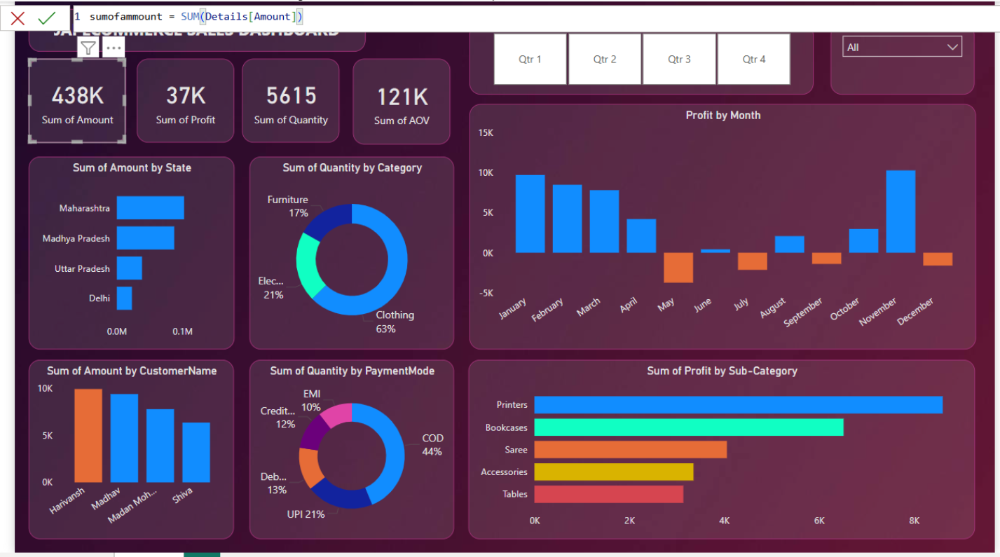 1 sumofammount = SUM(Details[Amount])
ECOMMERCE SALES DASHBOARD
Qtr 1
Qtr 2
Qtr 3
Qtr 4
All
438K
Sum of Amount
37K
Sum of Profit
5615
Sum of Quantity
121K
Sum of AOV
Sum of Amount by State
Maharashtra
Madhya Pradesh
Uttar Pradesh
Delhi
0.0M 0.1M
Sum of Quantity by Category
Furniture
17%
Elec...
21%
Clothing
63%
Profit by Month
15K
10K
5K
0K
-5K
January
February
March
April
May
June
July
August
September
October
November
December
Sum of Amount by CustomerName
10K
5K
0K
Harivansh
Madhav
Madan Moh...
Shiva
Sum of Quantity by PaymentMode
EMI
10%
Credit...
12%
COD
44%
Deb...
13%
UPI 21%
Sum of Profit by Sub-Category
Printers
Bookcases
Saree
Accessories
Tables
0K 2K 4K 6K 8K